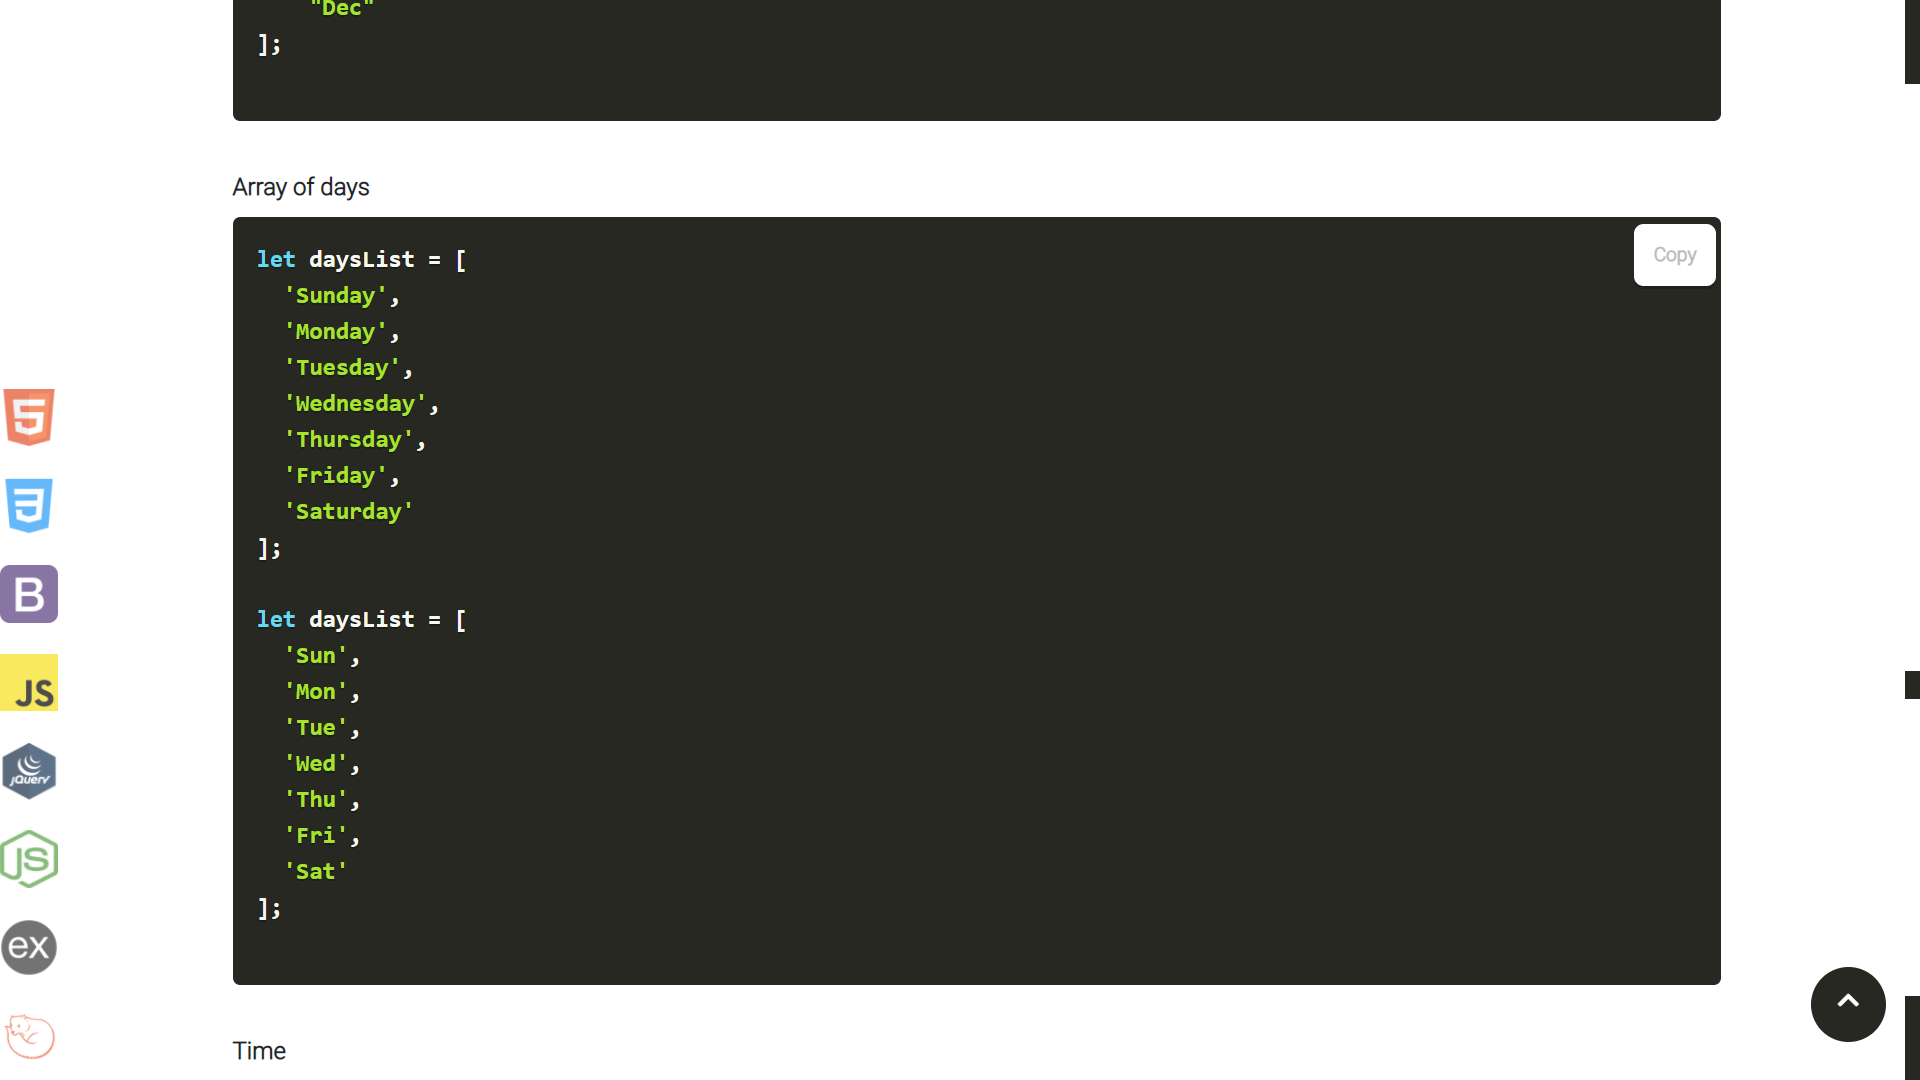 "Dec"
];
Array of days
Copy
let daysList = [
  'Sunday',
  'Monday',
  'Tuesday',
  'Wednesday',
  'Thursday',
  'Friday',
  'Saturday'
];
let daysList = [
  'Sun',
  'Mon',
  'Tue',
  'Wed',
  'Thu',
  'Fri',
  'Sat'
];
Time
5
3
B
JS
jQuery
JS
ex